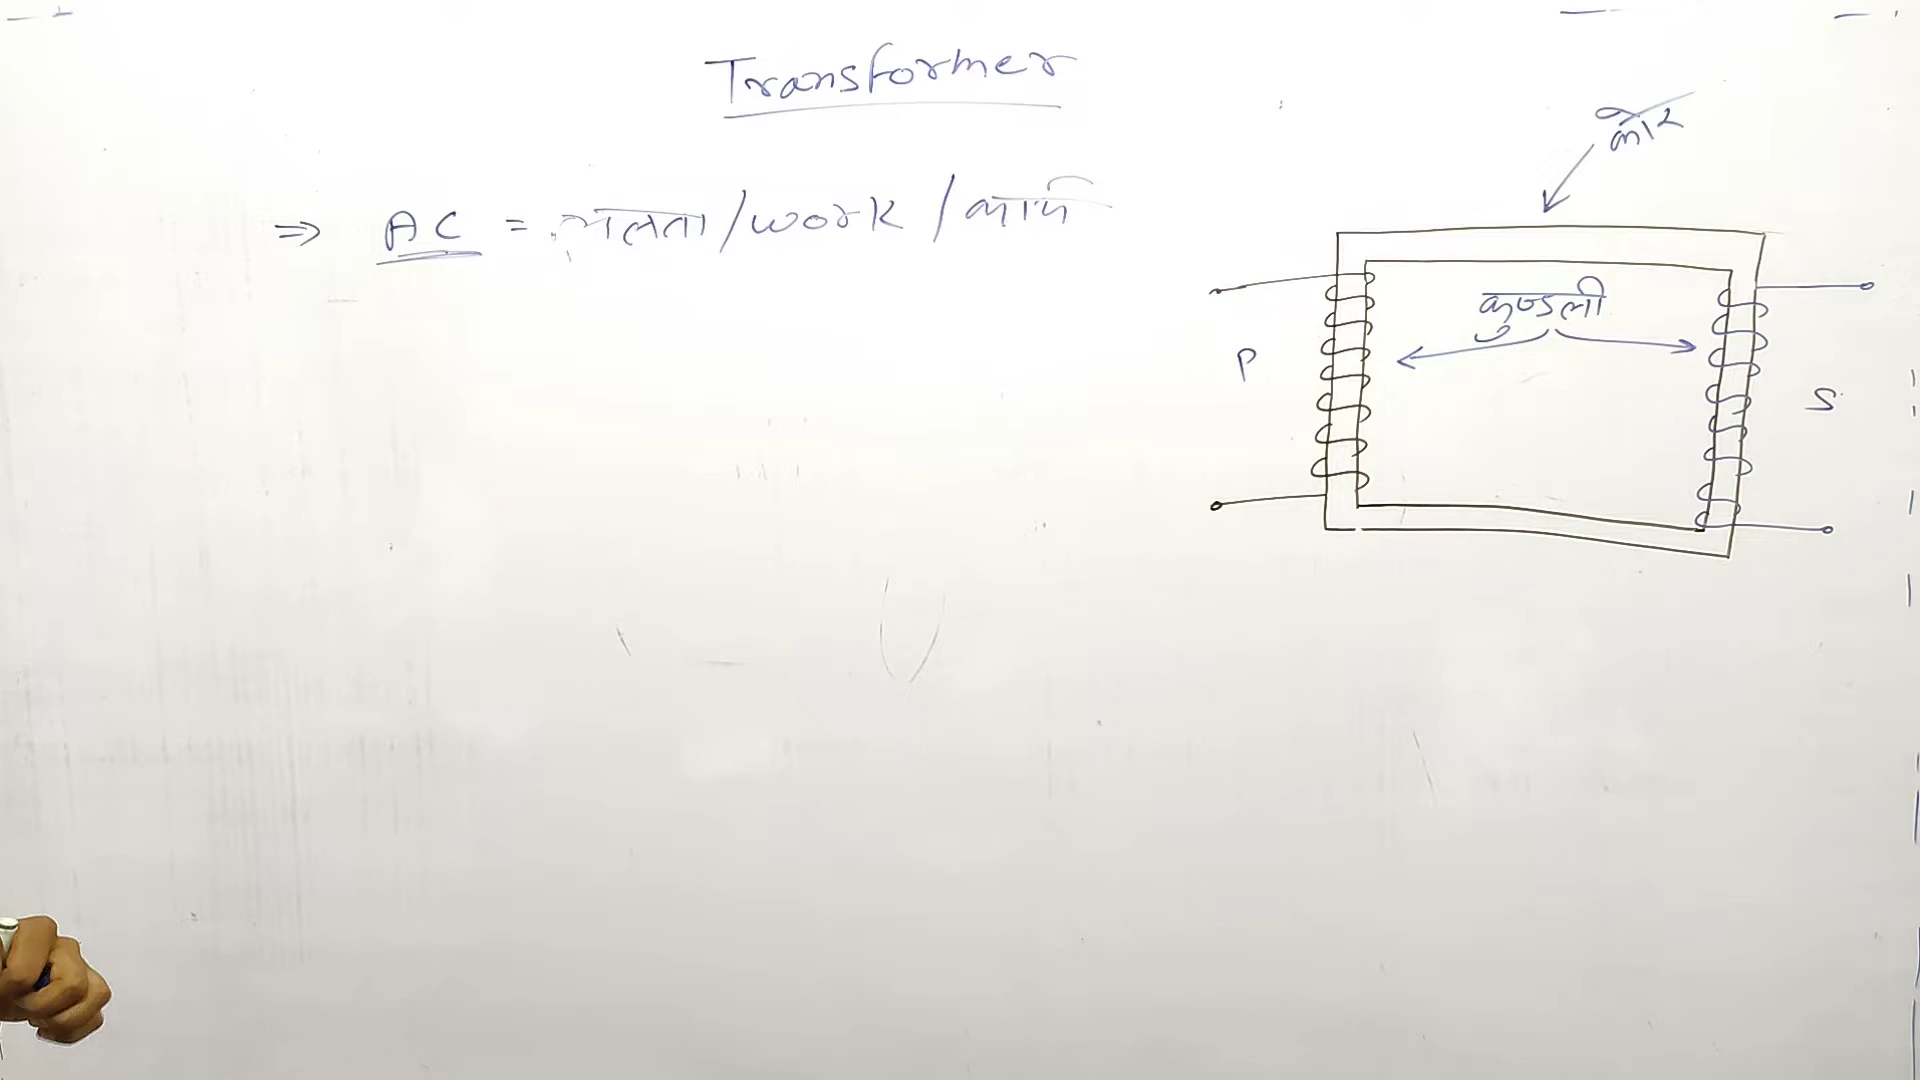 Transformer
कोर
⇒ AC = चलता / work / कार्य
कुण्डली
P
S